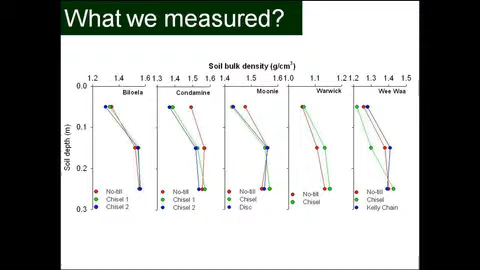 What we measured?
Soil bulk density (g/cm³)
1.2 1.4 1.6 1.3 1.4 1.5 1.6 1.4 1.5 1.6 1.0 1.1 1.2 1.2 1.3 1.4 1.5
Biloela Condamine Moonie Warwick Wee Waa
0.0
0.1
0.2
0.3
Soil depth (m)
No-till
Chisel 1
Chisel 2
No-till
Chisel 1
Chisel 2
No-till
Chisel
Disc
No-till
Chisel
No-till
Chisel
Kelly Chain